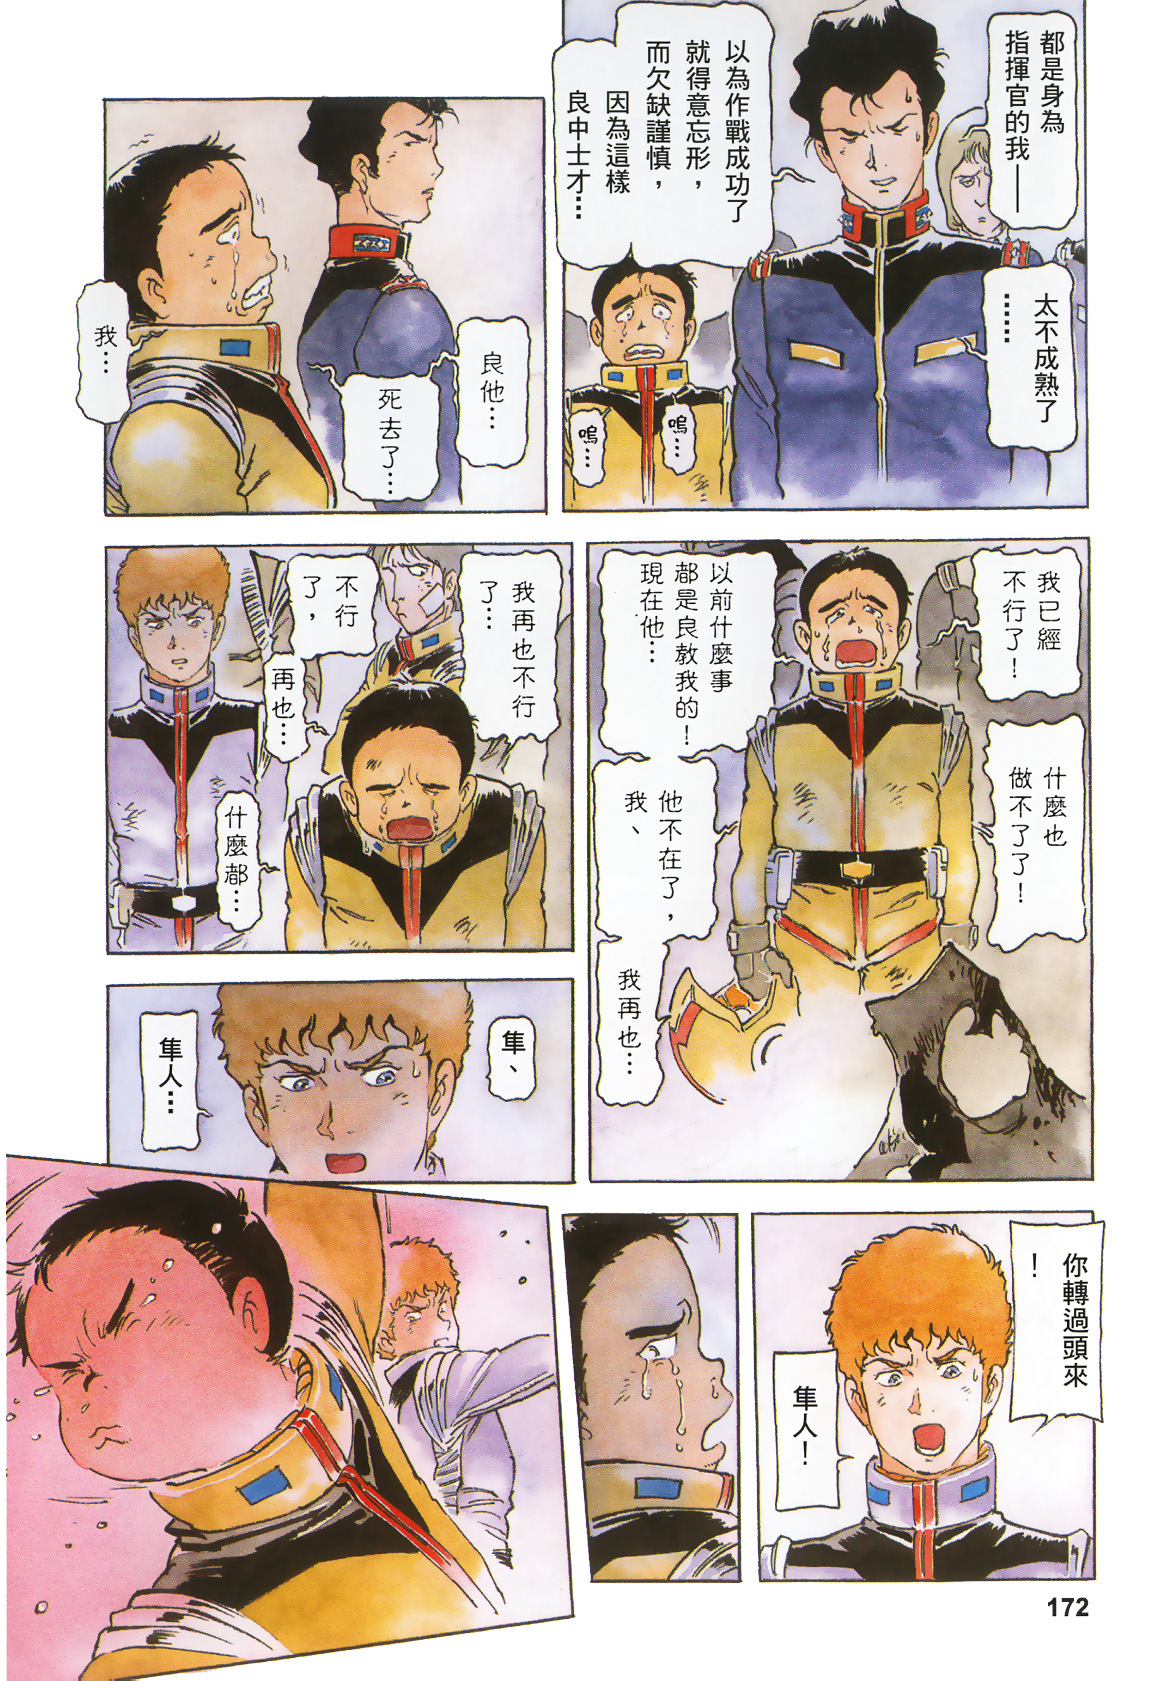 都是身為
指揮官的我——
太不成熟了
……
以為作戰成功了
就得意忘形，
而欠缺謹慎，
因為這樣
良中士才…
嗚…
嗚…
良他…
死去了…
我…
我已經
不行了！
什麼也
做不了了！
以前什麼事
都是良教我的！
現在他…
他不在了，
我、
我再也…
我再也不行
了…
不行
了，
再也…
什麼都…
隼、
隼人…
你轉過頭來
！
隼人！
172